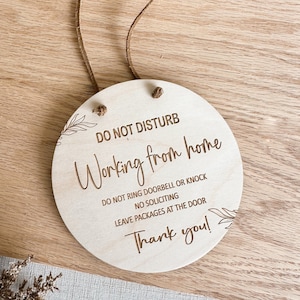 DO NOT DISTURB
Working from home
DO NOT RING DOORBELL OR KNOCK
NO SOLICITING
LEAVE PACKAGES AT THE DOOR
Thank you!